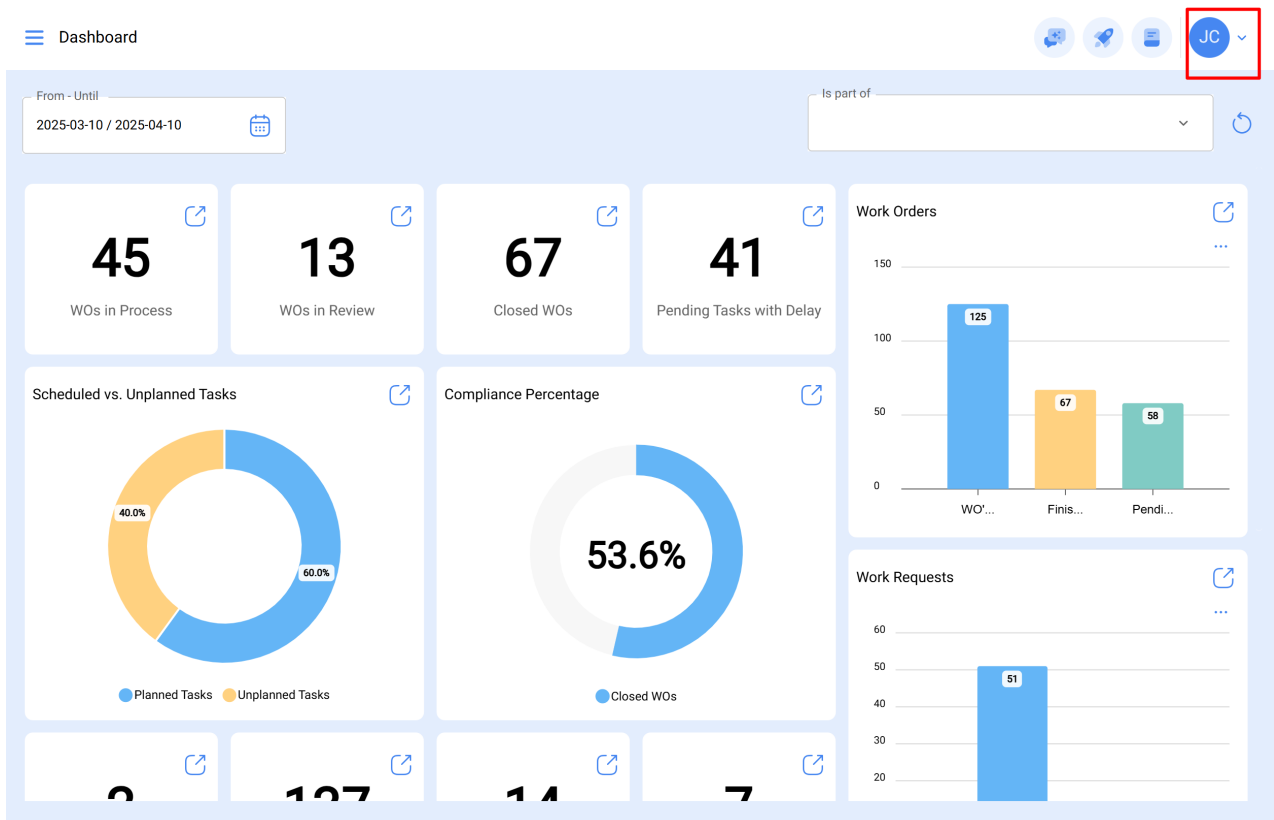 Dashboard
JC
From - Until
2025-03-10 / 2025-04-10
Is part of
45
WOs in Process
13
WOs in Review
67
Closed WOs
41
Pending Tasks with Delay
Work Orders
...
150
100
50
0
125
67
58
WO'...
Finis...
Pendi...
Scheduled vs. Unplanned Tasks
40.0%
60.0%
Planned Tasks
Unplanned Tasks
Compliance Percentage
53.6%
Closed WOs
Work Requests
...
60
50
40
30
20
51
14
7